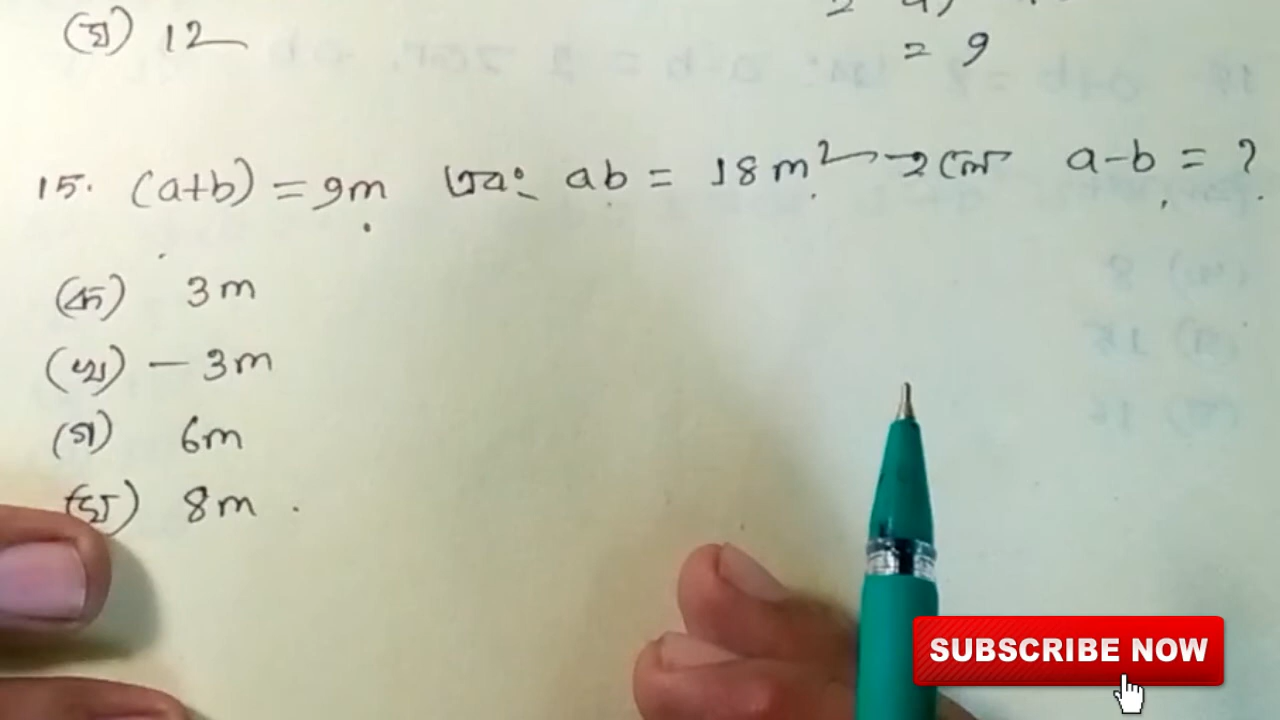 (ঘ) 12
= 9
15. (a+b) = 9m এবং ab = 18m² হলে a-b = ?
(ক) 3m
(খ) - 3m
(গ) 6m
(ঘ) 8m.
SUBSCRIBE NOW